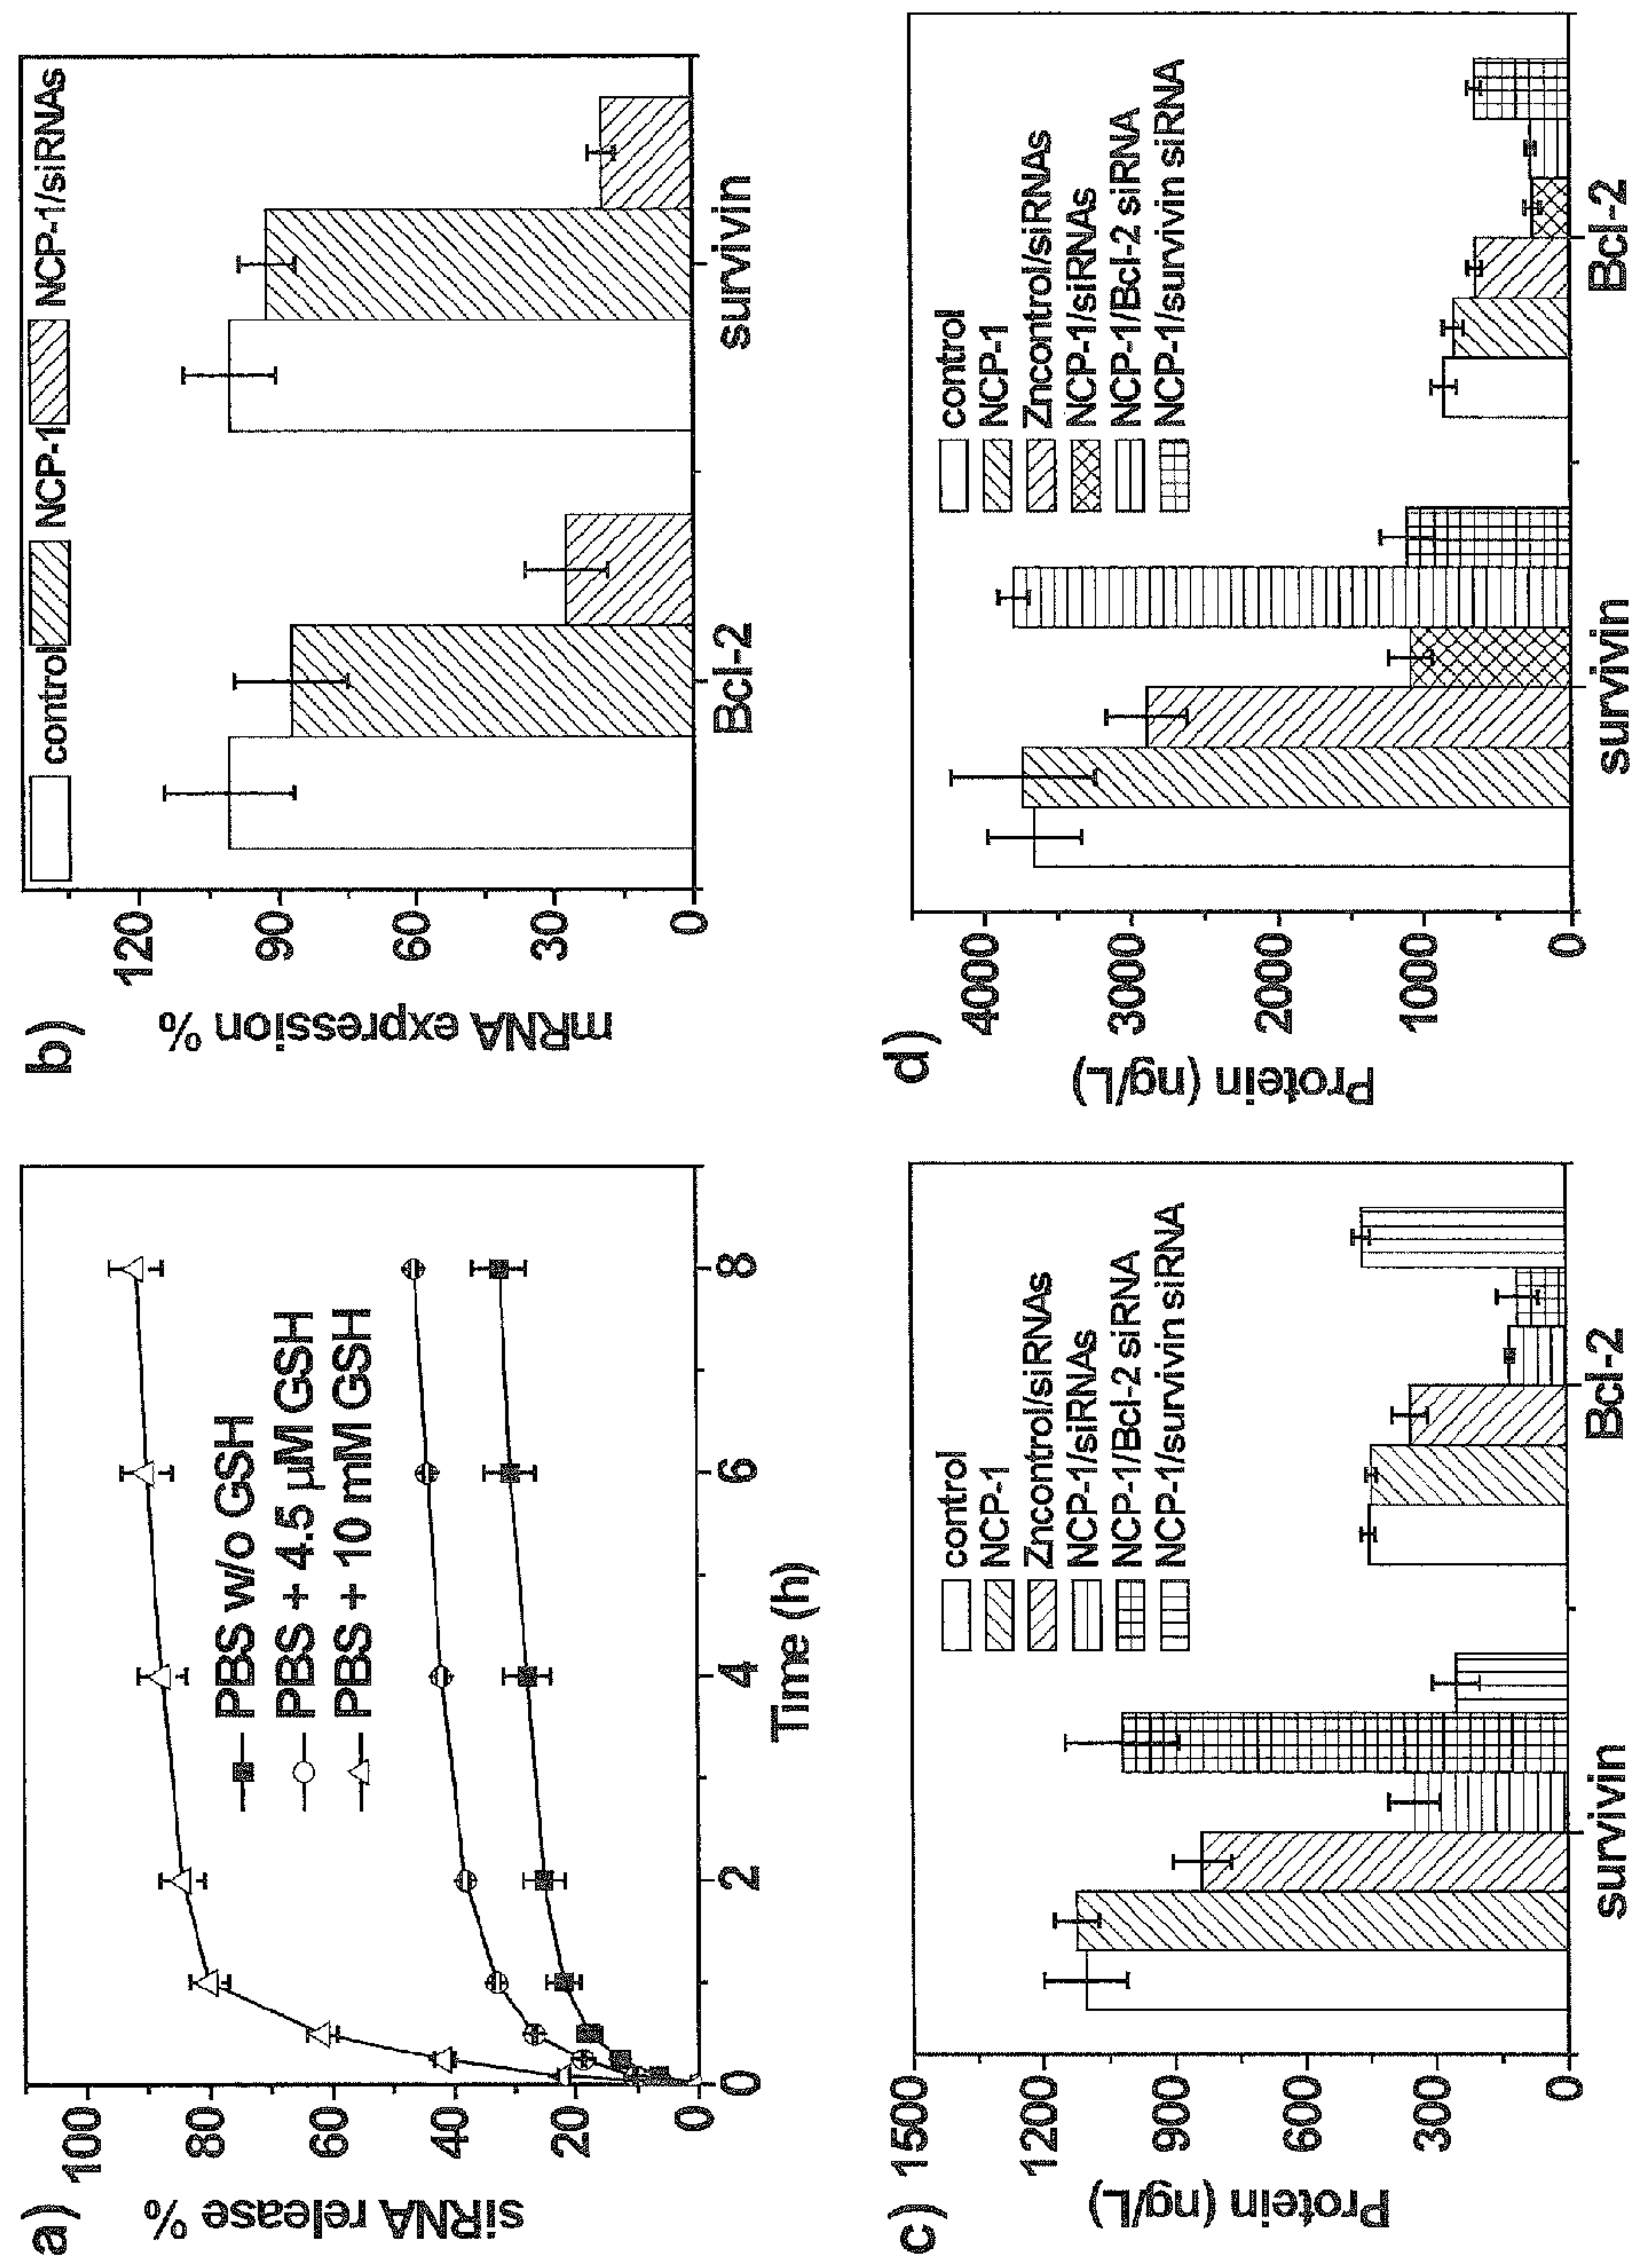 a)
siRNA release %
100
80
60
40
20
0
PBS w/o GSH
PBS + 4.5 µM GSH
PBS + 10 mM GSH
0 2 4 6 8
Time (h)
b)
mRNA expression %
120
90
60
30
0
control NCP-1 NCP-1/siRNAs
Bcl-2 survivin
c)
Protein (ng/L)
1500
1200
900
600
300
0
control
NCP-1
Zncontrol/siRNAs
NCP-1/siRNAs
NCP-1/Bcl-2 siRNA
NCP-1/survivin siRNA
survivin Bcl-2
d)
Protein (ng/L)
4000
3000
2000
1000
0
control
NCP-1
Zncontrol/siRNAs
NCP-1/siRNAs
NCP-1/Bcl-2 siRNA
NCP-1/survivin siRNA
survivin Bcl-2